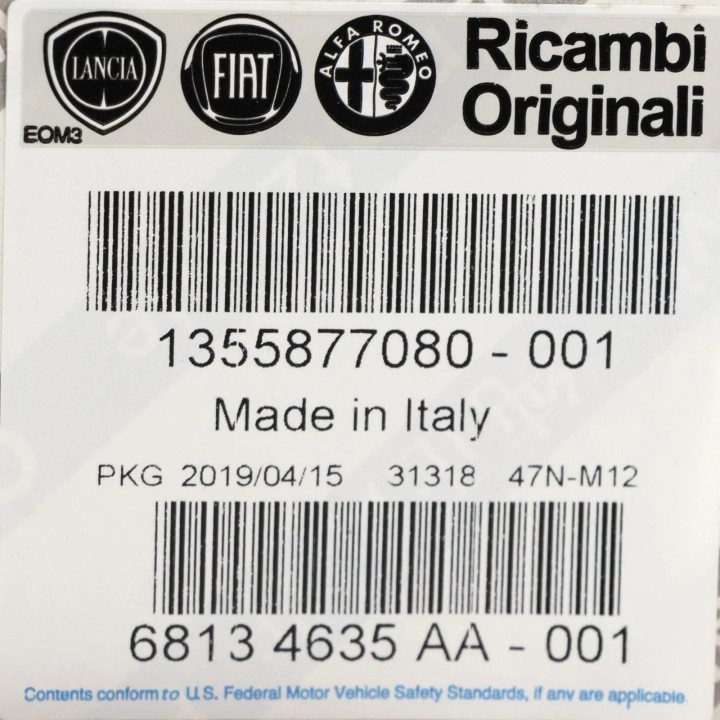 LANCIA FIAT ALFA ROMEO Ricambi
Originali
EOM3
1355877080 - 001
Made in Italy
PKG 2019/04/15 31318 47N-M12
6813 4635 AA - 001
Contents conform to U.S. Federal Motor Vehicle Safety Standards, if any are applicable